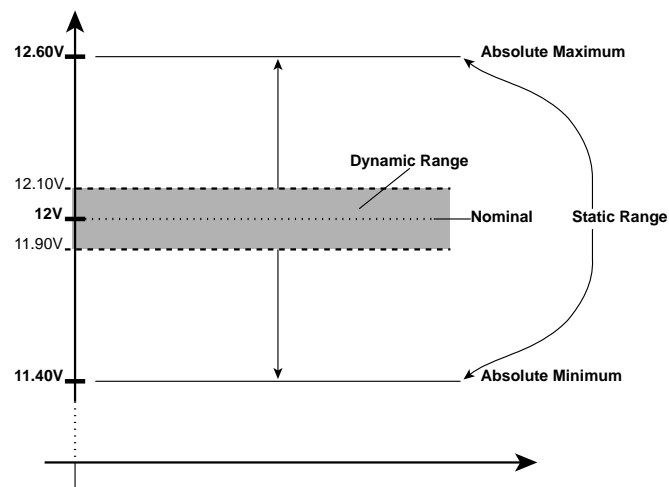 12.60V
Absolute Maximum
Dynamic Range
12.10V
12V
Nominal
Static Range
11.90V
11.40V
Absolute Minimum